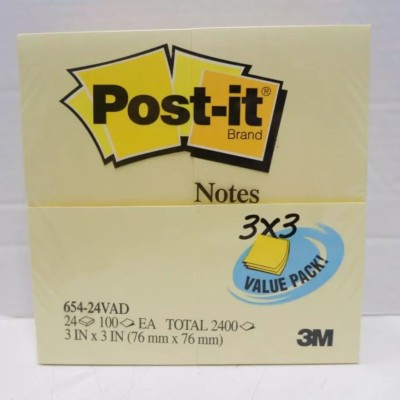 Post-it®
Brand
Notes
3x3
VALUE PACK!
654-24VAD
24 100 EA TOTAL 2400
3 IN x 3 IN (76 mm x 76 mm)
3M